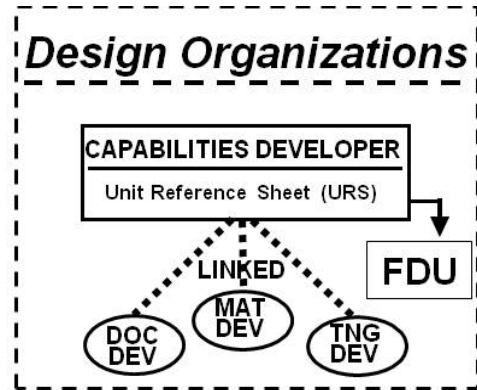 Design Organizations
CAPABILITIES DEVELOPER
Unit Reference Sheet (URS)
FDU
LINKED
DOC
DEV
MAT
DEV
TNG
DEV